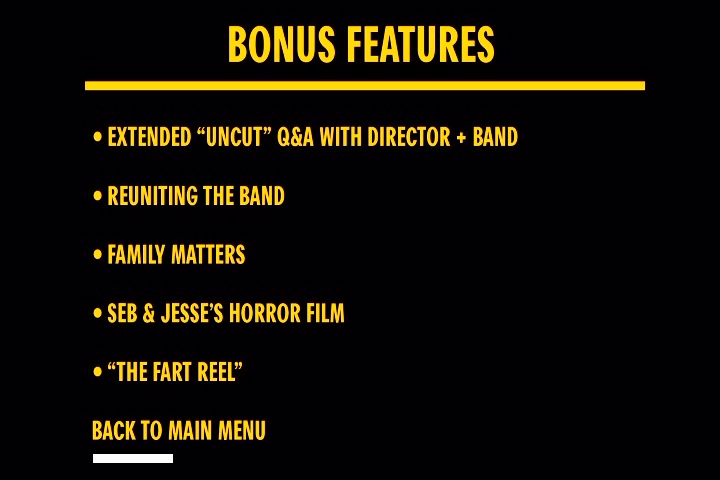 BONUS FEATURES
• EXTENDED “UNCUT” Q&A WITH DIRECTOR + BAND
• REUNITING THE BAND
• FAMILY MATTERS
• SEB & JESSE’S HORROR FILM
• “THE FART REEL”
BACK TO MAIN MENU